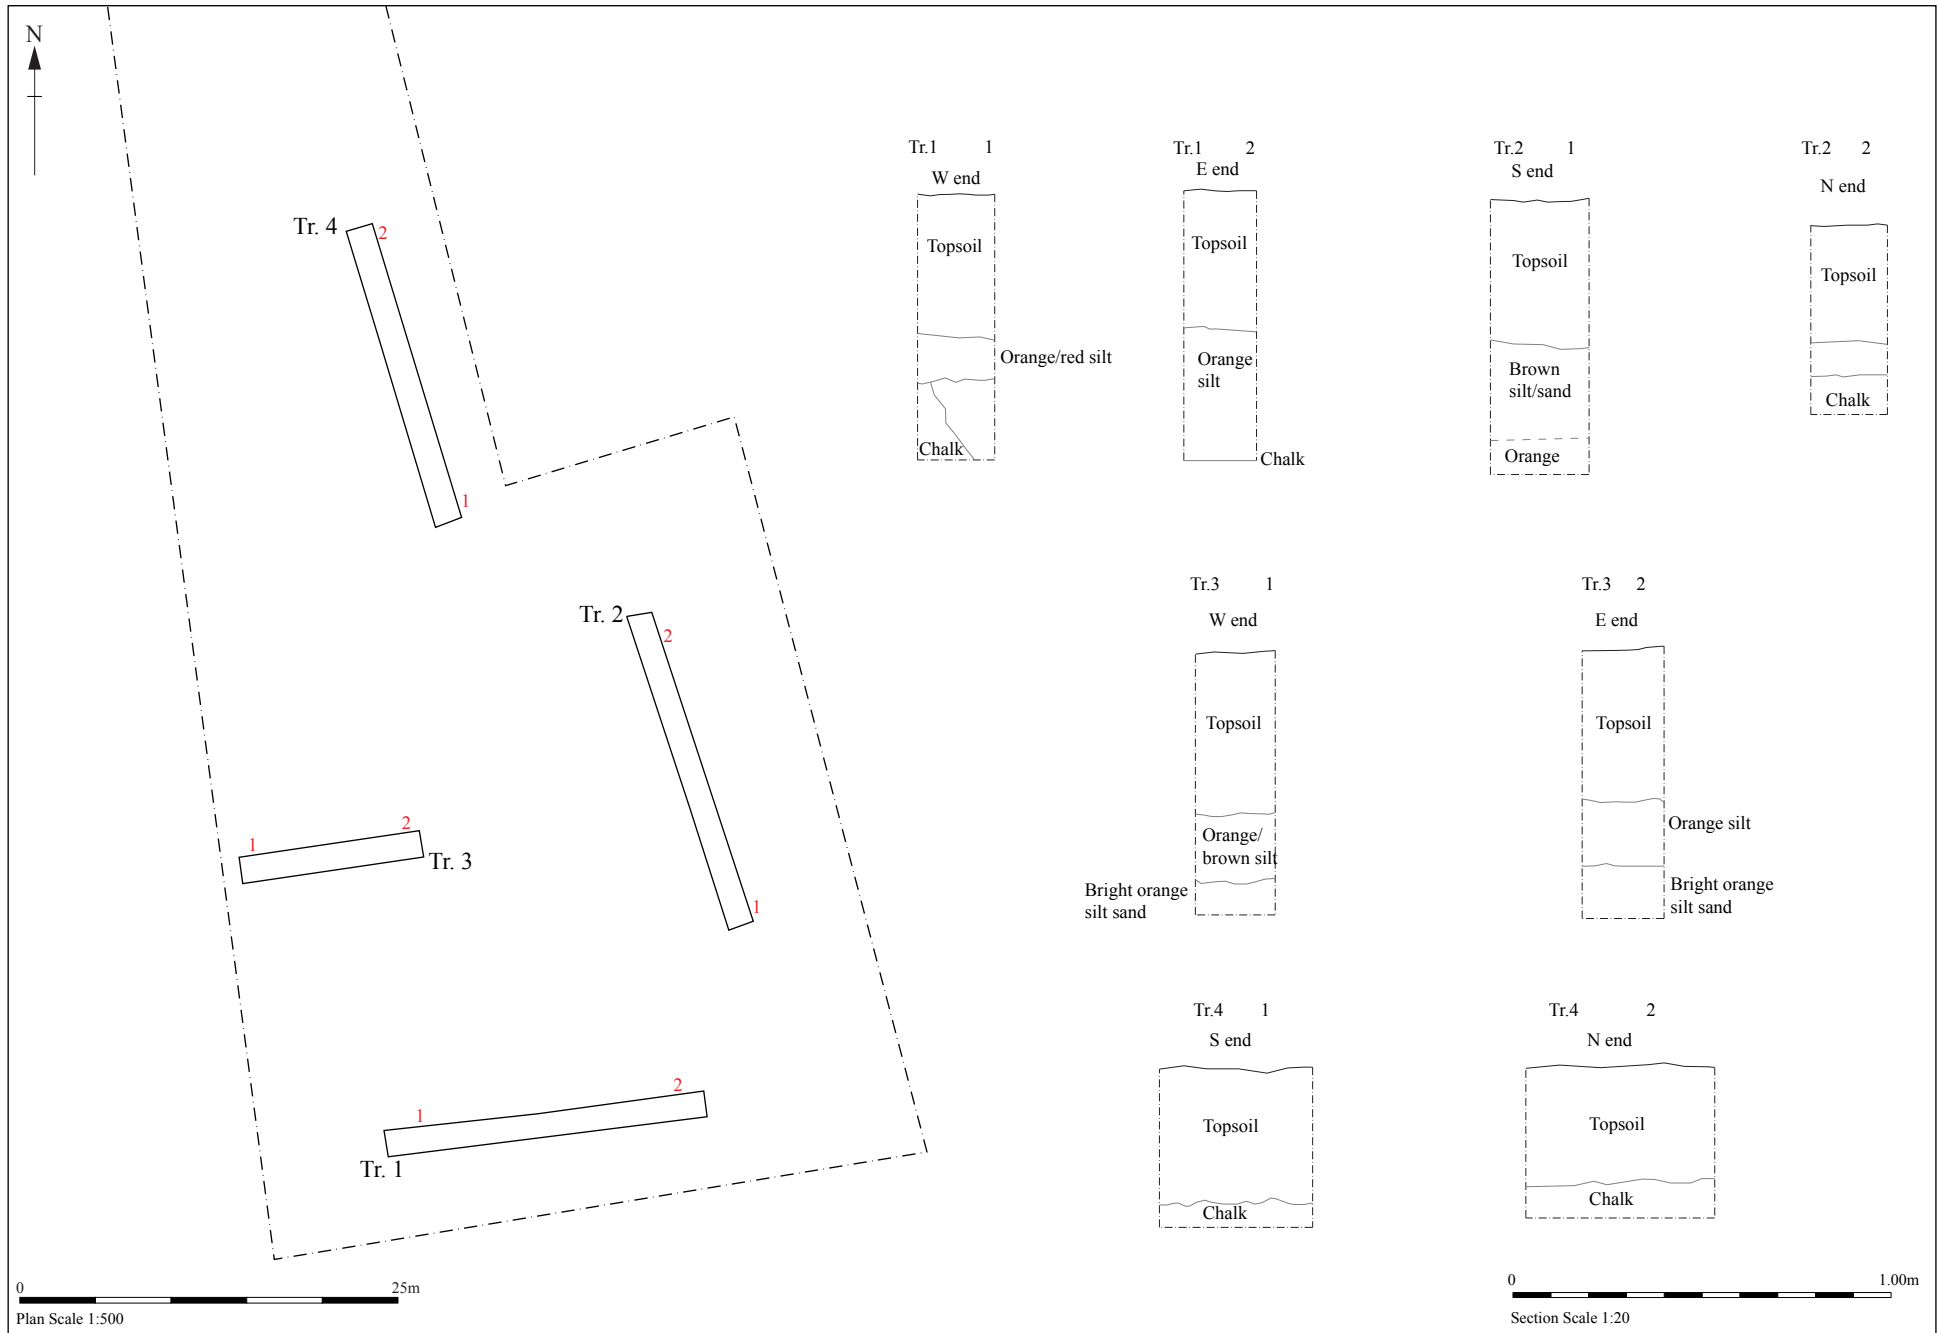 N
Tr. 4
2
1
Tr. 2
2
1
1
2
Tr. 3
1
2
Tr. 1
0 25m
Plan Scale 1:500
Tr.1 1
W end
Topsoil
Orange/red silt
Chalk
Tr.1 2
E end
Topsoil
Orange
silt
Chalk
Tr.2 1
S end
Topsoil
Brown
silt/sand
Orange
Tr.2 2
N end
Topsoil
Chalk
Tr.3 1
W end
Topsoil
Orange/
brown silt
Bright orange
silt sand
Tr.3 2
E end
Topsoil
Orange silt
Bright orange
silt sand
Tr.4 1
S end
Topsoil
Chalk
Tr.4 2
N end
Topsoil
Chalk
0 1.00m
Section Scale 1:20